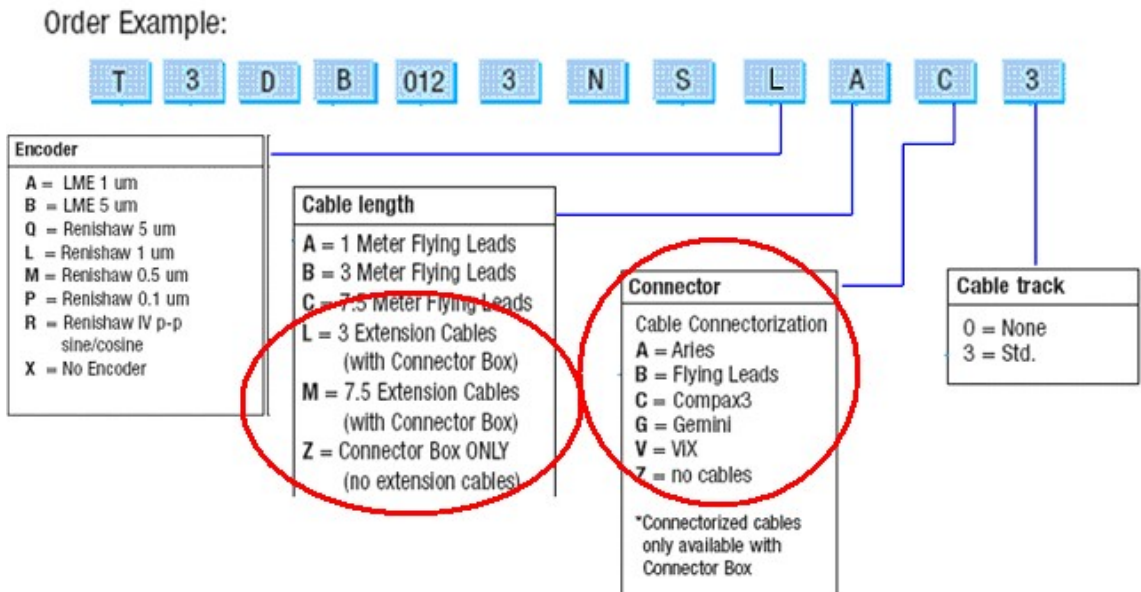 Order Example:
T 3 D B 012 3 N S L A C 3
Encoder
A = LME 1 um
B = LME 5 um
Q = Renishaw 5 um
L = Renishaw 1 um
M = Renishaw 0.5 um
P = Renishaw 0.1 um
R = Renishaw IV p-p
sine/cosine
X = No Encoder
Cable length
A = 1 Meter Flying Leads
B = 3 Meter Flying Leads
C = 7.5 Meter Flying Leads
L = 3 Extension Cables
(with Connector Box)
M = 7.5 Extension Cables
(with Connector Box)
Z = Connector Box ONLY
(no extension cables)
Connector
Cable Connectorization
A = Aries
B = Flying Leads
C = Compax3
G = Gemini
V = ViX
Z = no cables
*Connectorized cables
only available with
Connector Box
Cable track
0 = None
3 = Std.